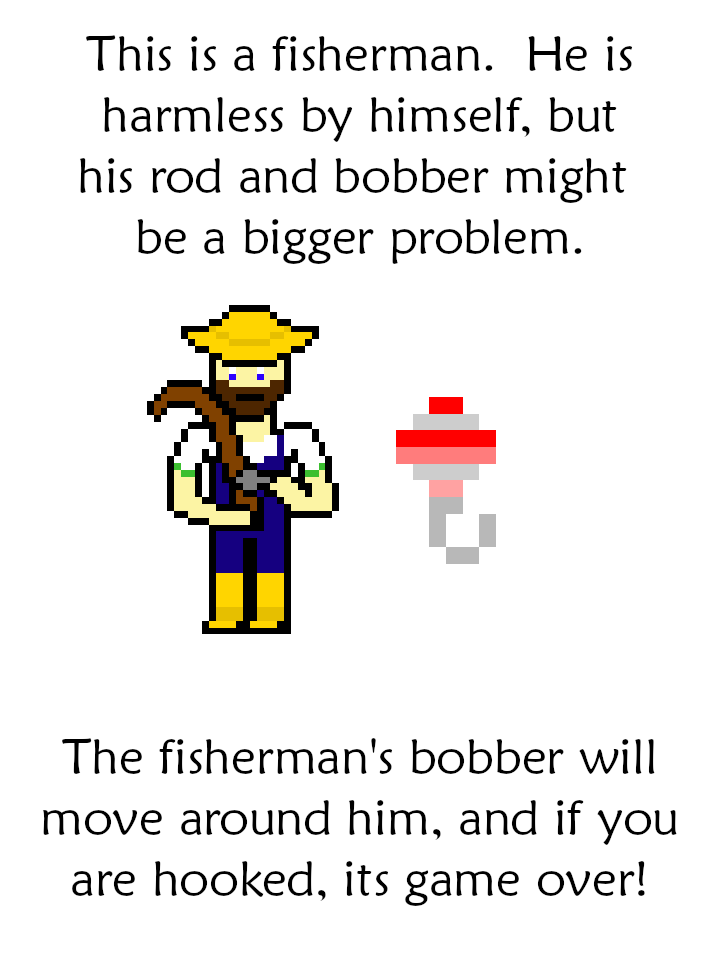 This is a fisherman.  He is
harmless by himself, but
his rod and bobber might
be a bigger problem.
The fisherman's bobber will
move around him, and if you
are hooked, its game over!